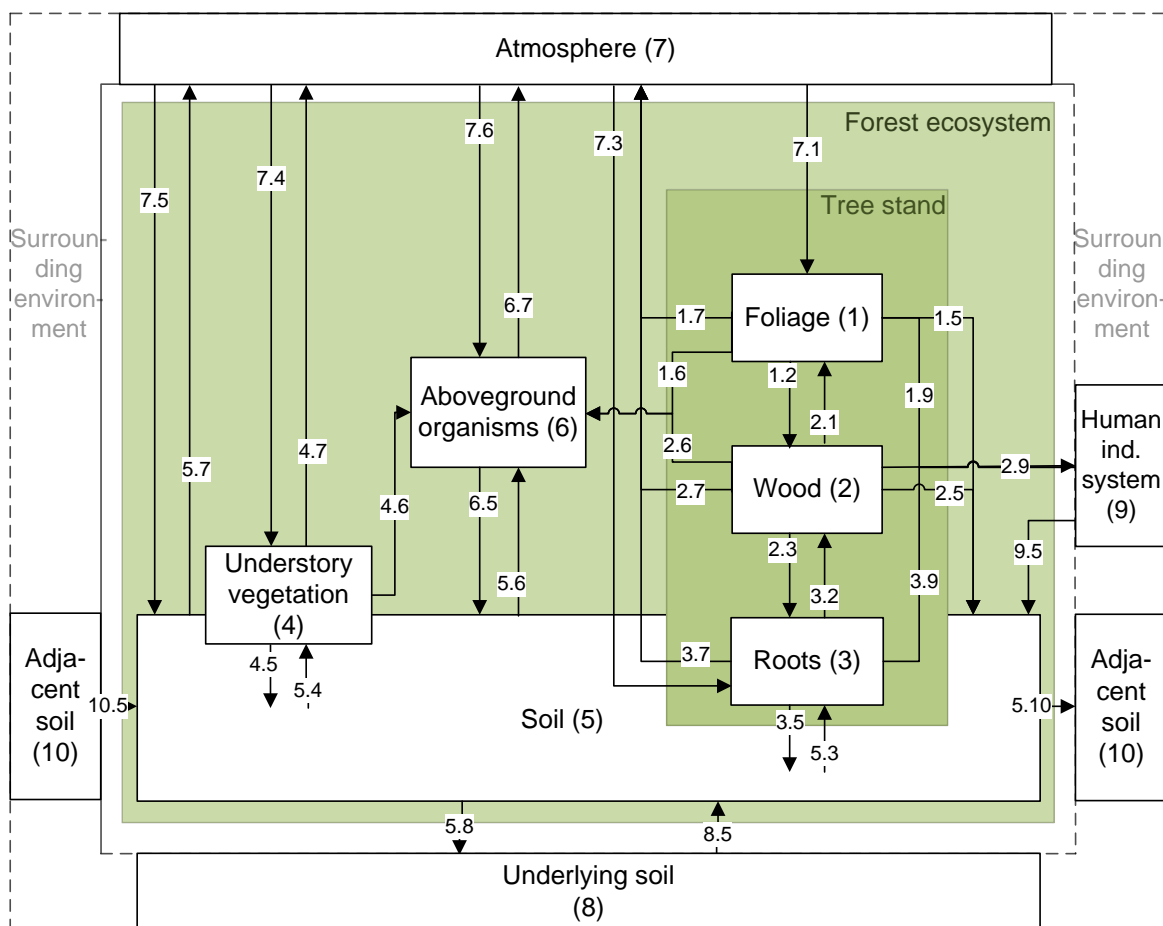 Atmosphere (7)
Forest ecosystem
7.6
7.3
7.1
7.4
7.5
Tree stand
Surroun-
ding
environ-
ment
Surroun-
ding
environ-
ment
6.7
Foliage (1)
1.7
1.5
1.6
1.2
1.9
Aboveground
organisms (6)
2.1
Human
ind.
system
(9)
4.7
5.7
2.6
2.9
4.6
6.5
2.7
Wood (2)
2.5
2.3
9.5
Understory
vegetation
(4)
5.6
3.2
3.9
Adja-
cent
soil
(10)
4.5
5.4
3.7
Roots (3)
Adja-
cent
soil
(10)
10.5
5.10
Soil (5)
3.5
5.3
5.8
8.5
Underlying soil
(8)